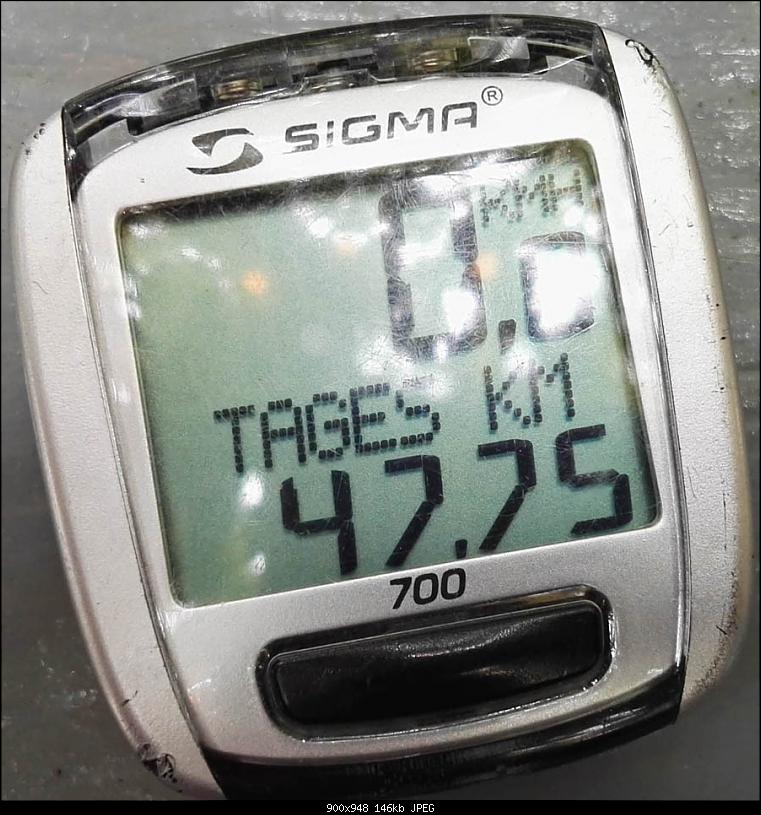 SIGMA®
KMH
0,0
TAGES KM
47,75
700
900x948 146kb JPEG